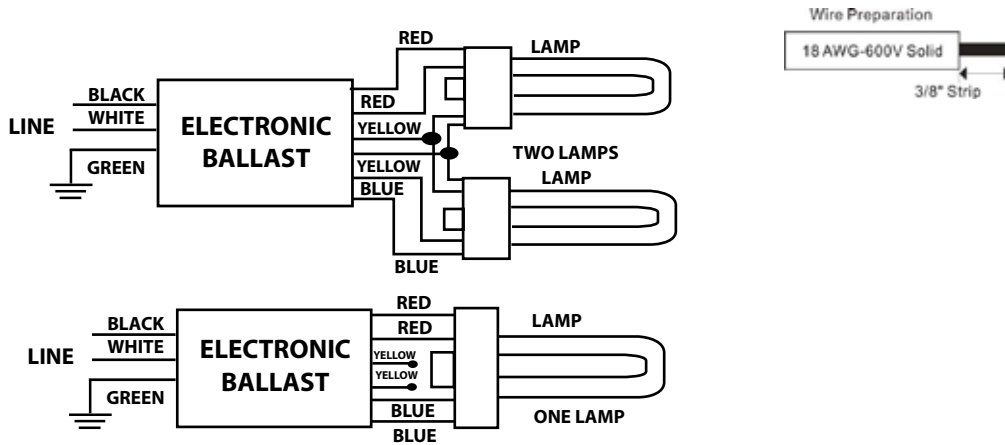 RED
LAMP
BLACK
WHITE
LINE
GREEN
ELECTRONIC
BALLAST
RED
YELLOW
YELLOW
BLUE
TWO LAMPS
LAMP
BLUE
Wire Preparation
18 AWG-600V Solid
3/8" Strip
RED
LAMP
BLACK
WHITE
LINE
GREEN
ELECTRONIC
BALLAST
RED
YELLOW
YELLOW
BLUE
BLUE
ONE LAMP